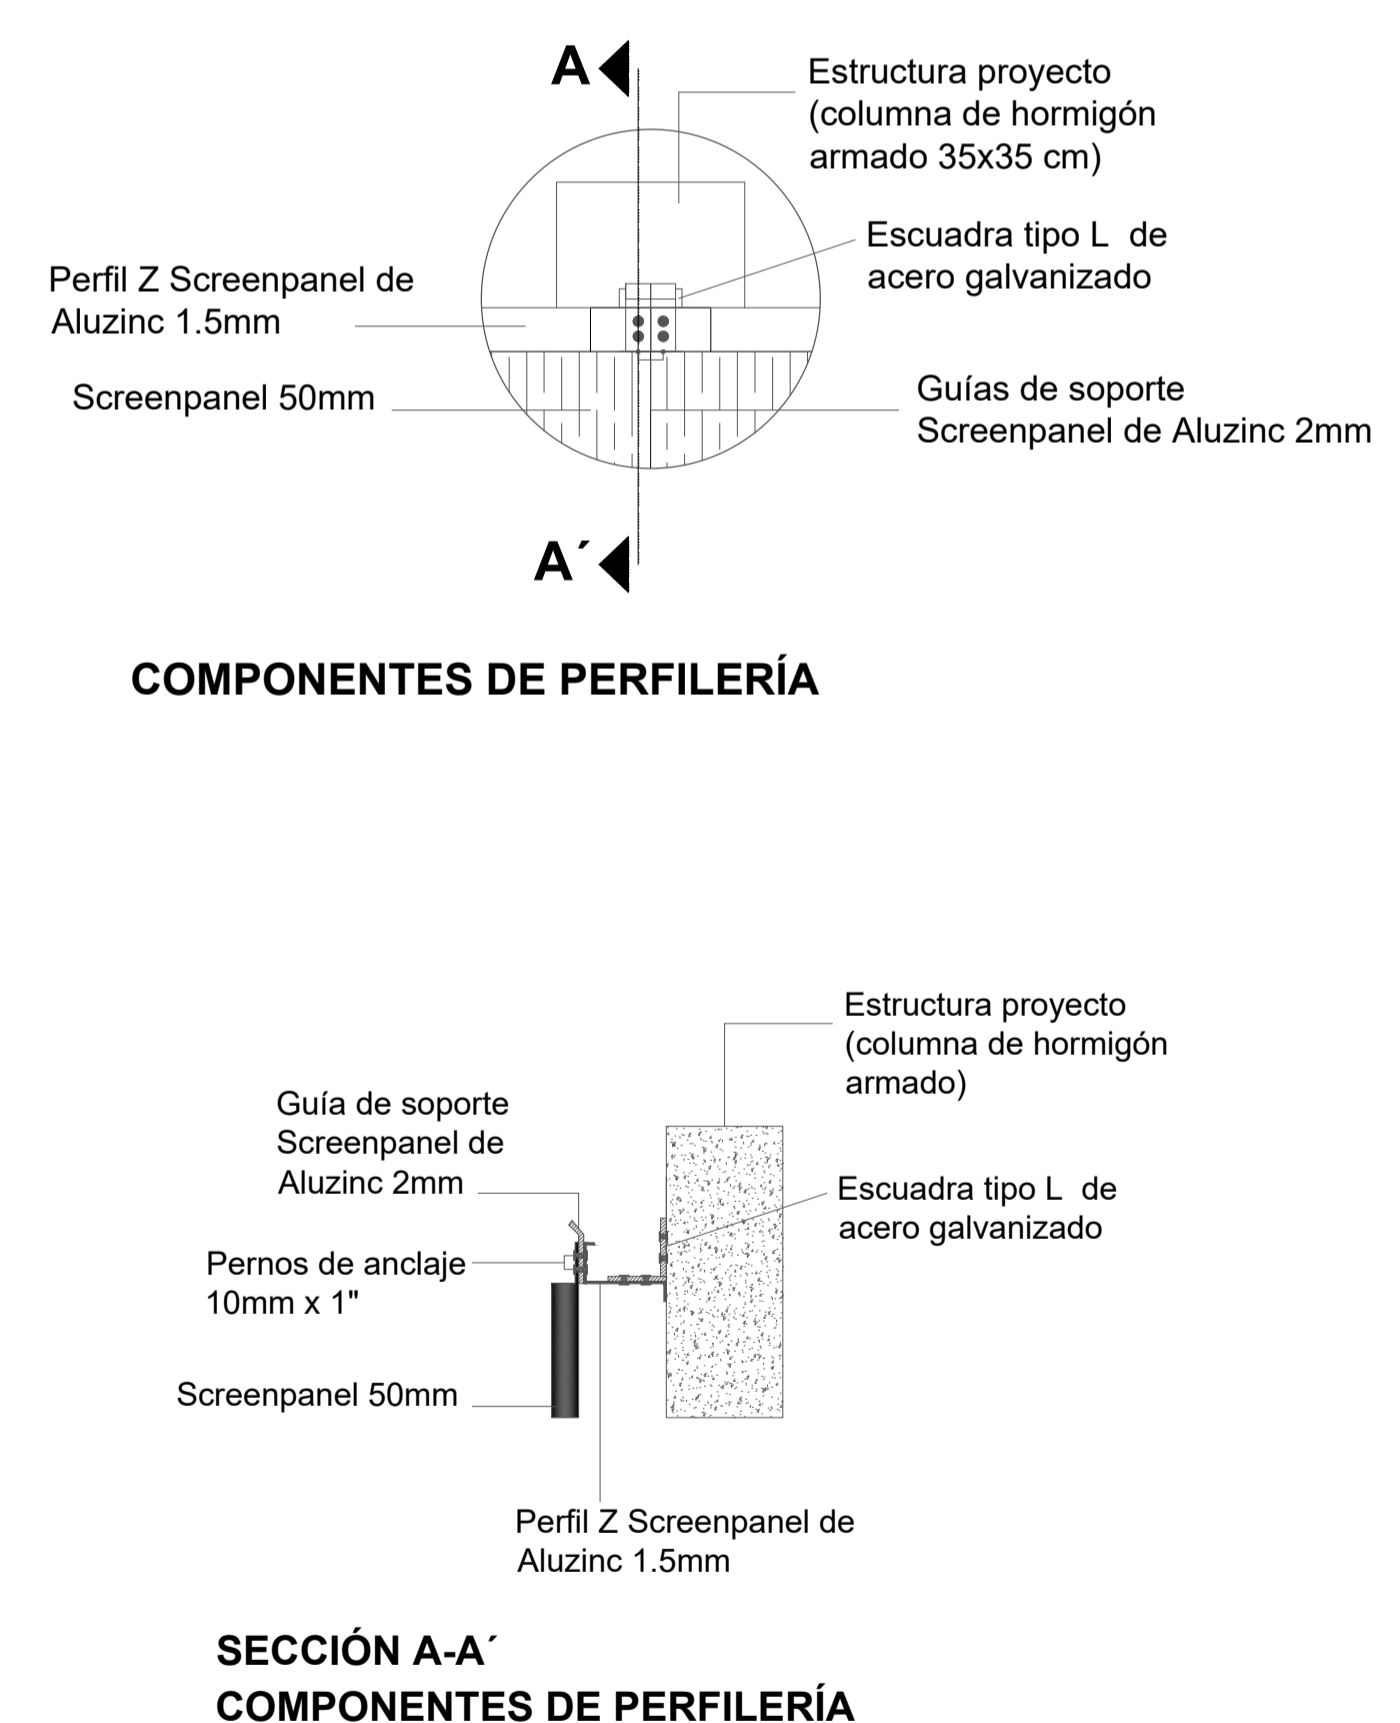 A
Estructura proyecto
(columna de hormigón
armado 35x35 cm)
Escuadra tipo L  de
acero galvanizado
Perfil Z Screenpanel de
Aluzinc 1.5mm
Screenpanel 50mm
Guías de soporte
Screenpanel de Aluzinc 2mm
A´
COMPONENTES DE PERFILERÍA
Estructura proyecto
(columna de hormigón
armado)
Guía de soporte
Screenpanel de
Aluzinc 2mm
Escuadra tipo L  de
acero galvanizado
Pernos de anclaje
10mm x 1"
Screenpanel 50mm
Perfil Z Screenpanel de
Aluzinc 1.5mm
SECCIÓN A-A´
COMPONENTES DE PERFILERÍA